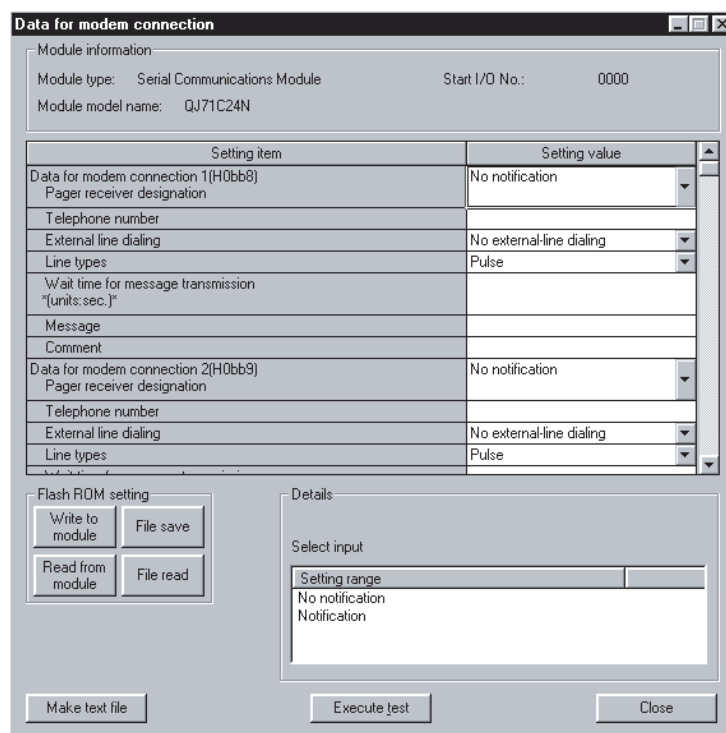 Data for modem connection
Module information
Module type: Serial Communications Module Start I/O No.: 0000
Module model name: QJ71C24N
Setting item Setting value
Data for modem connection 1(H0bb8) No notification
Pager receiver designation
Telephone number
External line dialing No external-line dialing
Line types Pulse
Wait time for message transmission
*(units:sec.)*
Message
Comment
Data for modem connection 2(H0bb9) No notification
Pager receiver designation
Telephone number
External line dialing No external-line dialing
Line types Pulse
Flash ROM setting
Write to module
File save
Read from module
File read
Details
Select input
Setting range
No notification
Notification
Make text file
Execute test
Close